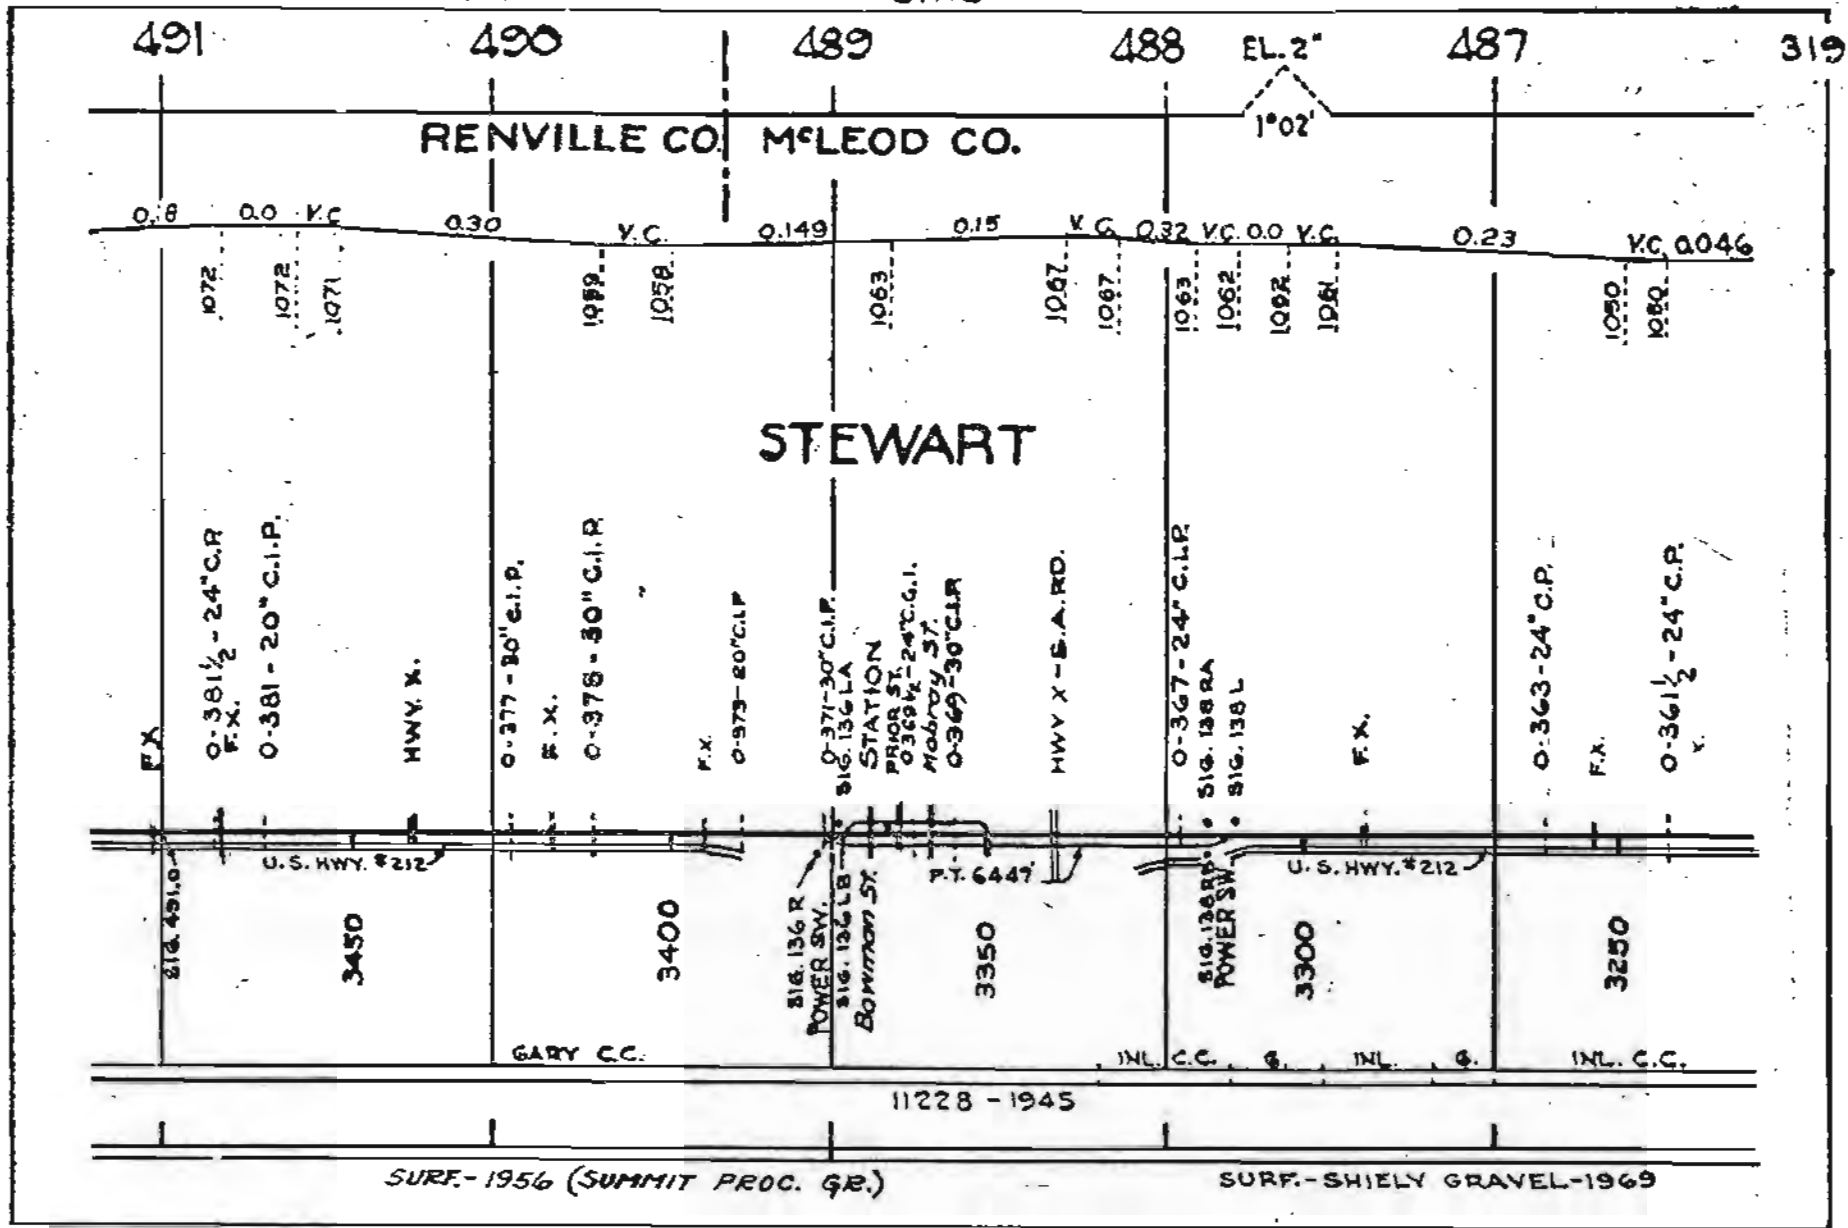 491 490 489 488 EL. 2" 487 319
1°02'
RENVILLE CO. McLEOD CO.
0.18 0.0 V.C. 0.30 V.C. 0.149 0.15 V.C. 0.32 V.C. 0.0 V.C. 0.23 V.C. 0.046
1072 1072 1071 1059 1058 1063 1067 1067 1063 1062 1062 1061 1050 1050
STEWART
F.X.
0-381½-24" C.P.
F.X.
0-381-20" C.I.P.
HWY. X.
0-377-30" C.I.P.
F.X.
0-376-30" C.I.P.
F.X.
0-373-20" C.I.P.
0-371-30" C.I.P.
SIG. 136 LA
STATION
PRIOR ST.
0369½-24" C.G.I.
Mabray ST.
0-369-30" C.I.P.
HWY X-S.A.RD.
0-367-24" C.I.P.
SIG. 138 RA
SIG. 138 L
F.X.
0-363-24" C.P.
F.X.
0-361½-24" C.P.
X.
U.S. HWY. #212
P.T. 6447
U.S. HWY. #212
SIG. 491.0
3450
3400
SIG. 136 R
POWER SW.
SIG. 136 LB
Bowman ST.
3350
SIG. 138 RB
POWER SW.
3300
3250
GARY C.C. INL. C.C. G. INL. G. INL. C.C.
11228-1945
SURF.-1956 (SUMMIT PROC. GR.) SURF.-SHIELY GRAVEL-1969